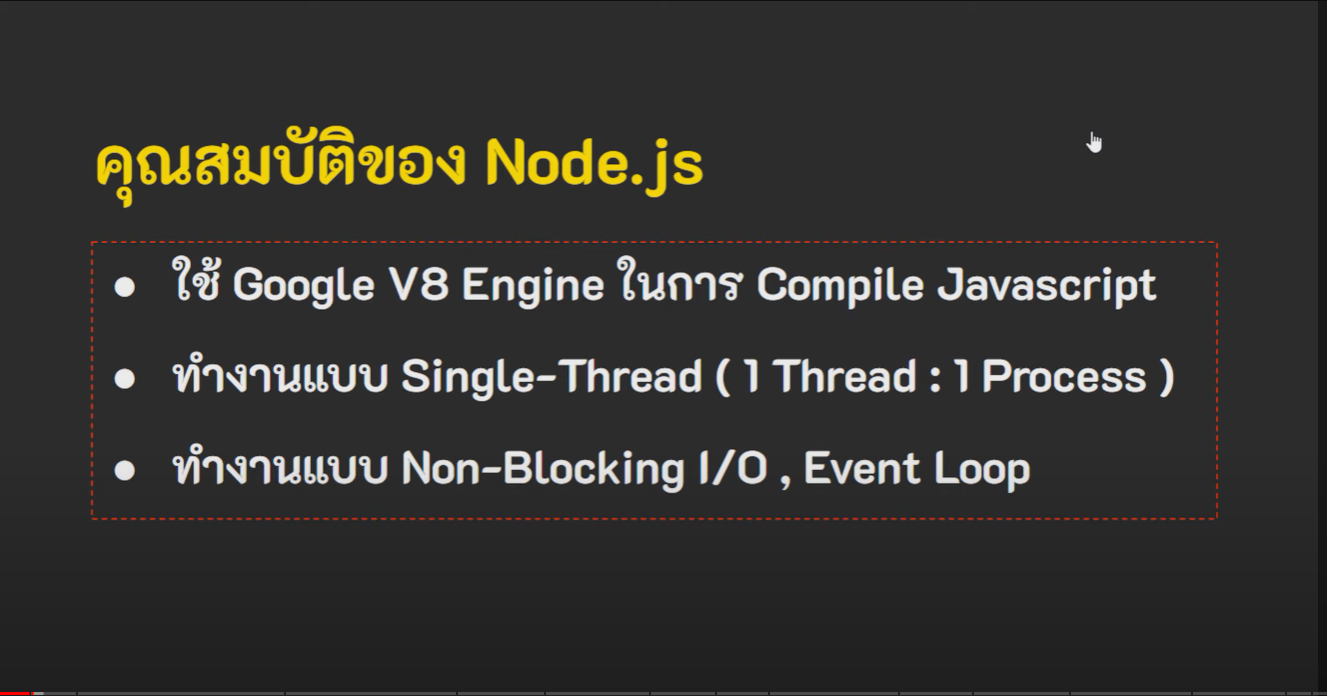 คุณสมบัติของ Node.js
● ใช้ Google V8 Engine ในการ Compile Javascript
● ทำงานแบบ Single-Thread ( 1 Thread : 1 Process )
● ทำงานแบบ Non-Blocking I/O , Event Loop